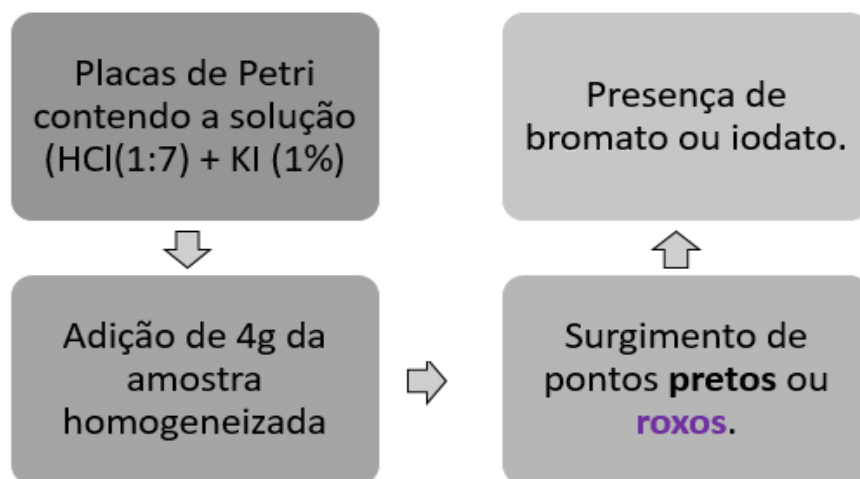 Placas de Petri
contendo a solução
(HCl(1:7) + KI (1%)
Adição de 4g da
amostra
homogeneizada
Surgimento de
pontos pretos ou
roxos.
Presença de
bromato ou iodato.